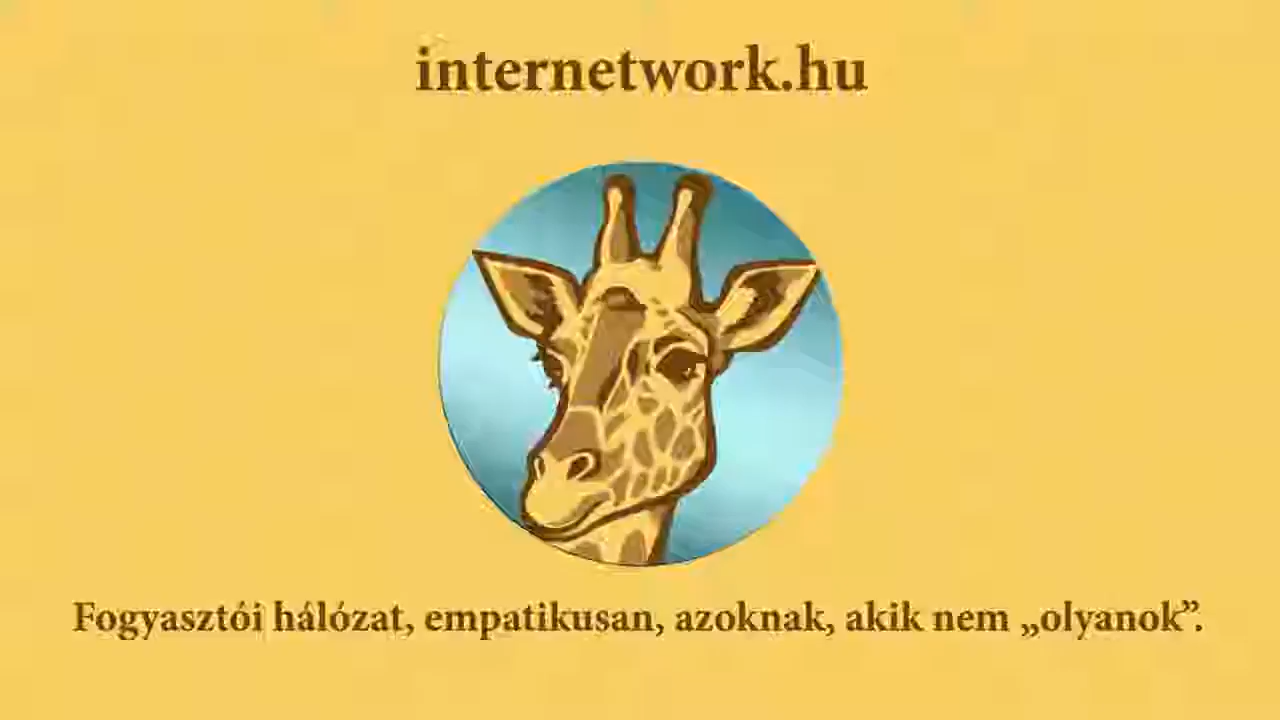 internetwork.hu
Fogyasztói hálózat, empatikusan, azoknak, akik nem „olyanok”.